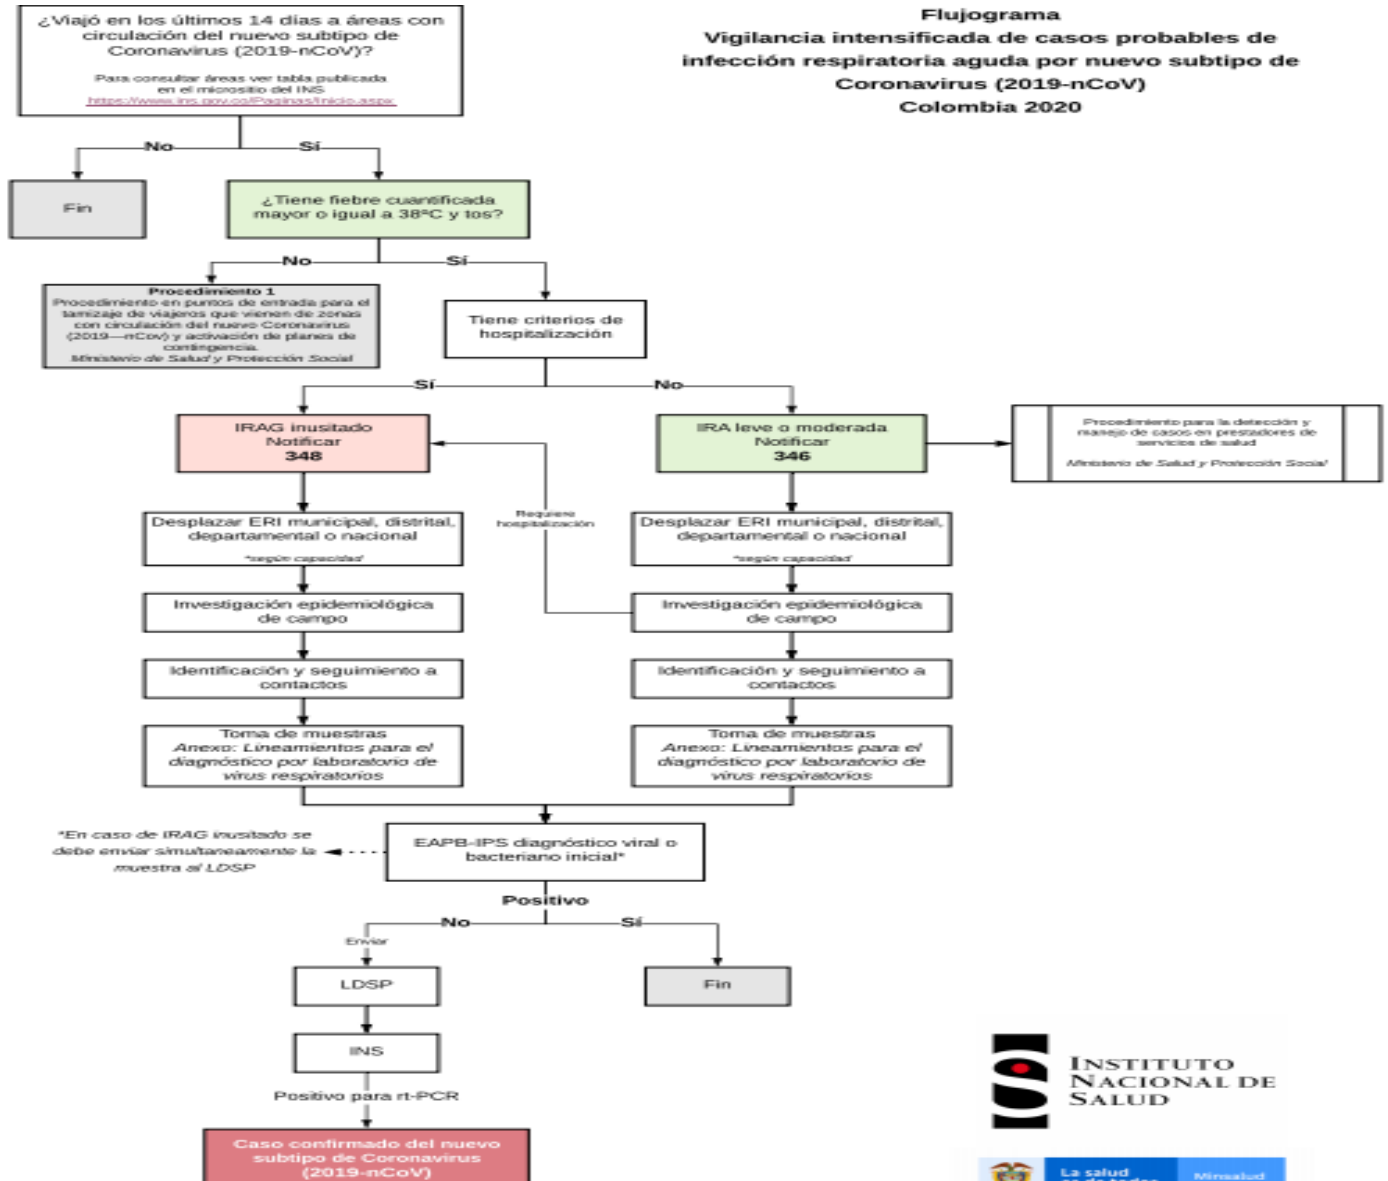 Flujograma
Vigilancia intensificada de casos probables de
infección respiratoria aguda por nuevo subtipo de
Coronavirus (2019-nCoV)
Colombia 2020
¿Viajó en los últimos 14 días a áreas con
circulación del nuevo subtipo de
Coronavirus (2019-nCoV)?
Para consultar áreas ver tabla publicada
en el micrositio del INS
https://www.ins.gov.co/Paginas/Inicio.aspx
No
Sí
Fin
¿Tiene fiebre cuantificada
mayor o igual a 38ºC y tos?
No
Sí
Procedimiento 1
Procedimiento en puntos de entrada para el
tamizaje de viajeros que vienen de zonas
con circulación del nuevo Coronavirus
(2019—nCov) y activación de planes de
contingencia.
Ministerio de Salud y Protección Social
Tiene criterios de
hospitalización
Sí
No
IRAG inusitado
Notificar
348
IRA leve o moderada
Notificar
346
Procedimiento para la detección y
manejo de casos en prestadores de
servicios de salud
Ministerio de Salud y Protección Social
Requiere
hospitalización
Desplazar ERI municipal, distrital,
departamental o nacional
*según capacidad
Desplazar ERI municipal, distrital,
departamental o nacional
*según capacidad
Investigación epidemiológica
de campo
Investigación epidemiológica
de campo
Identificación y seguimiento a
contactos
Identificación y seguimiento a
contactos
Toma de muestras
Anexo: Lineamientos para el
diagnóstico por laboratorio de
virus respiratorios
Toma de muestras
Anexo: Lineamientos para el
diagnóstico por laboratorio de
virus respiratorios
*En caso de IRAG inusitado se
debe enviar simultaneamente la
muestra al LDSP
EAPB-IPS diagnóstico viral o
bacteriano inicial*
Positivo
No
Sí
Enviar
LDSP
Fin
INS
Positivo para rt-PCR
Caso confirmado del nuevo
subtipo de Coronavirus
(2019-nCoV)
INSTITUTO
NACIONAL DE
SALUD
La salud
Minsalud